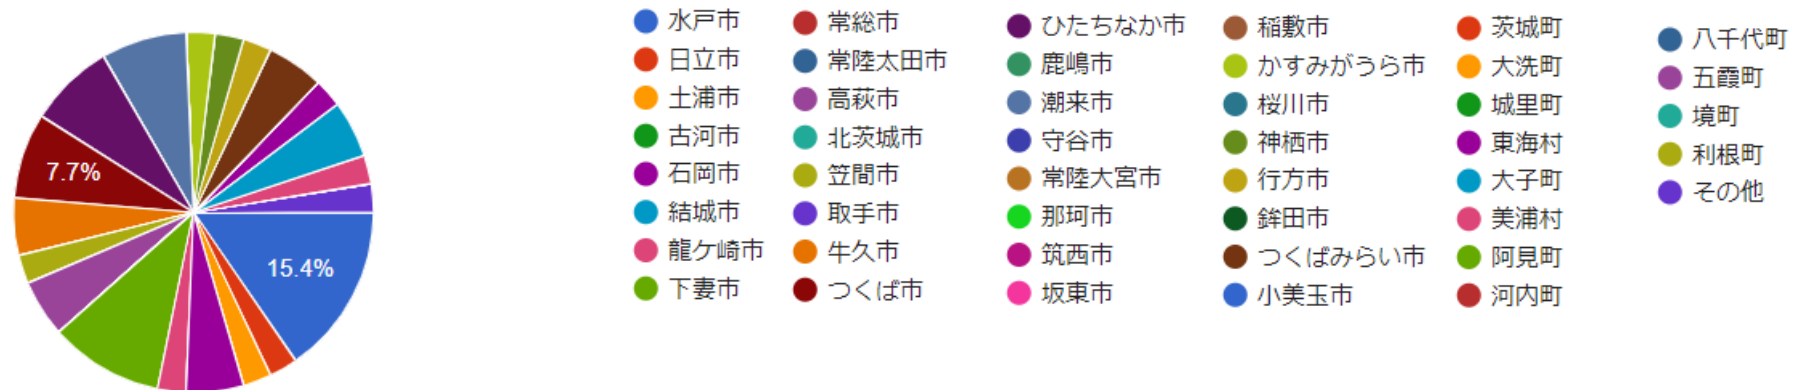 7.7%
15.4%
水戸市
日立市
土浦市
古河市
石岡市
結城市
龍ケ崎市
下妻市
常総市
常陸太田市
高萩市
北茨城市
笠間市
取手市
牛久市
つくば市
ひたちなか市
鹿嶋市
潮来市
守谷市
常陸大宮市
那珂市
筑西市
坂東市
稲敷市
かすみがうら市
桜川市
神栖市
行方市
鉾田市
つくばみらい市
小美玉市
茨城町
大洗町
城里町
東海村
大子町
美浦村
阿見町
河内町
八千代町
五霞町
境町
利根町
その他